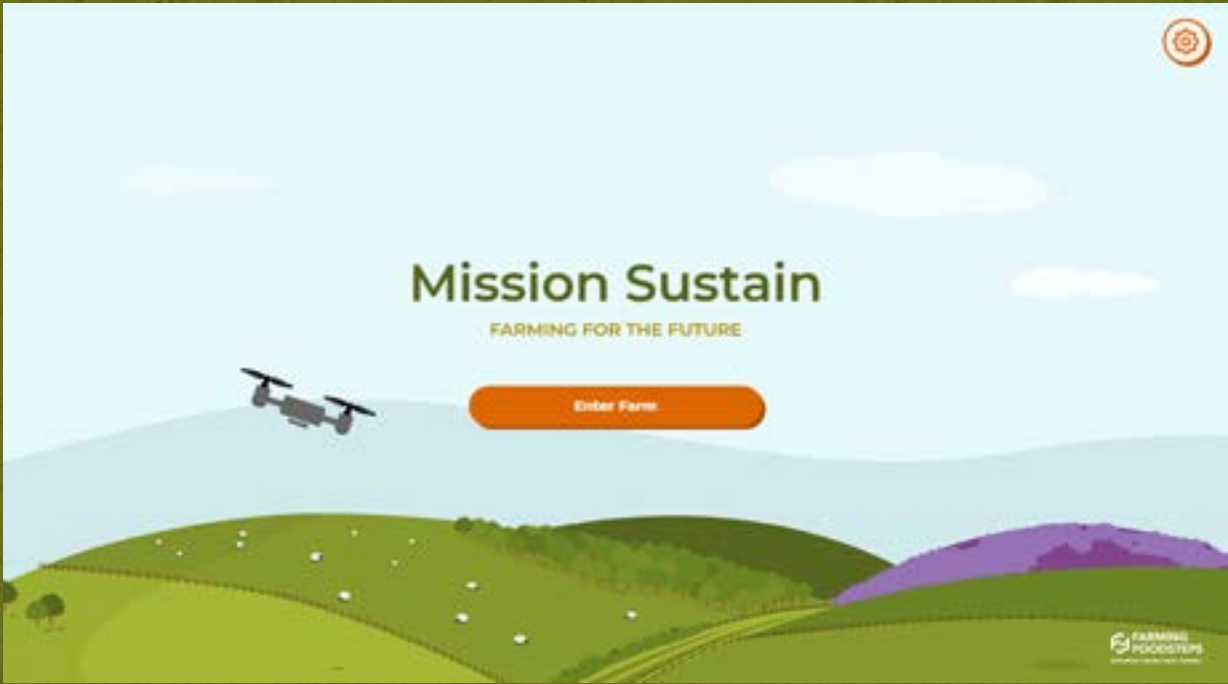 Mission Sustain
FARMING FOR THE FUTURE
Enter Farm
FARMING
FOODSTEPS